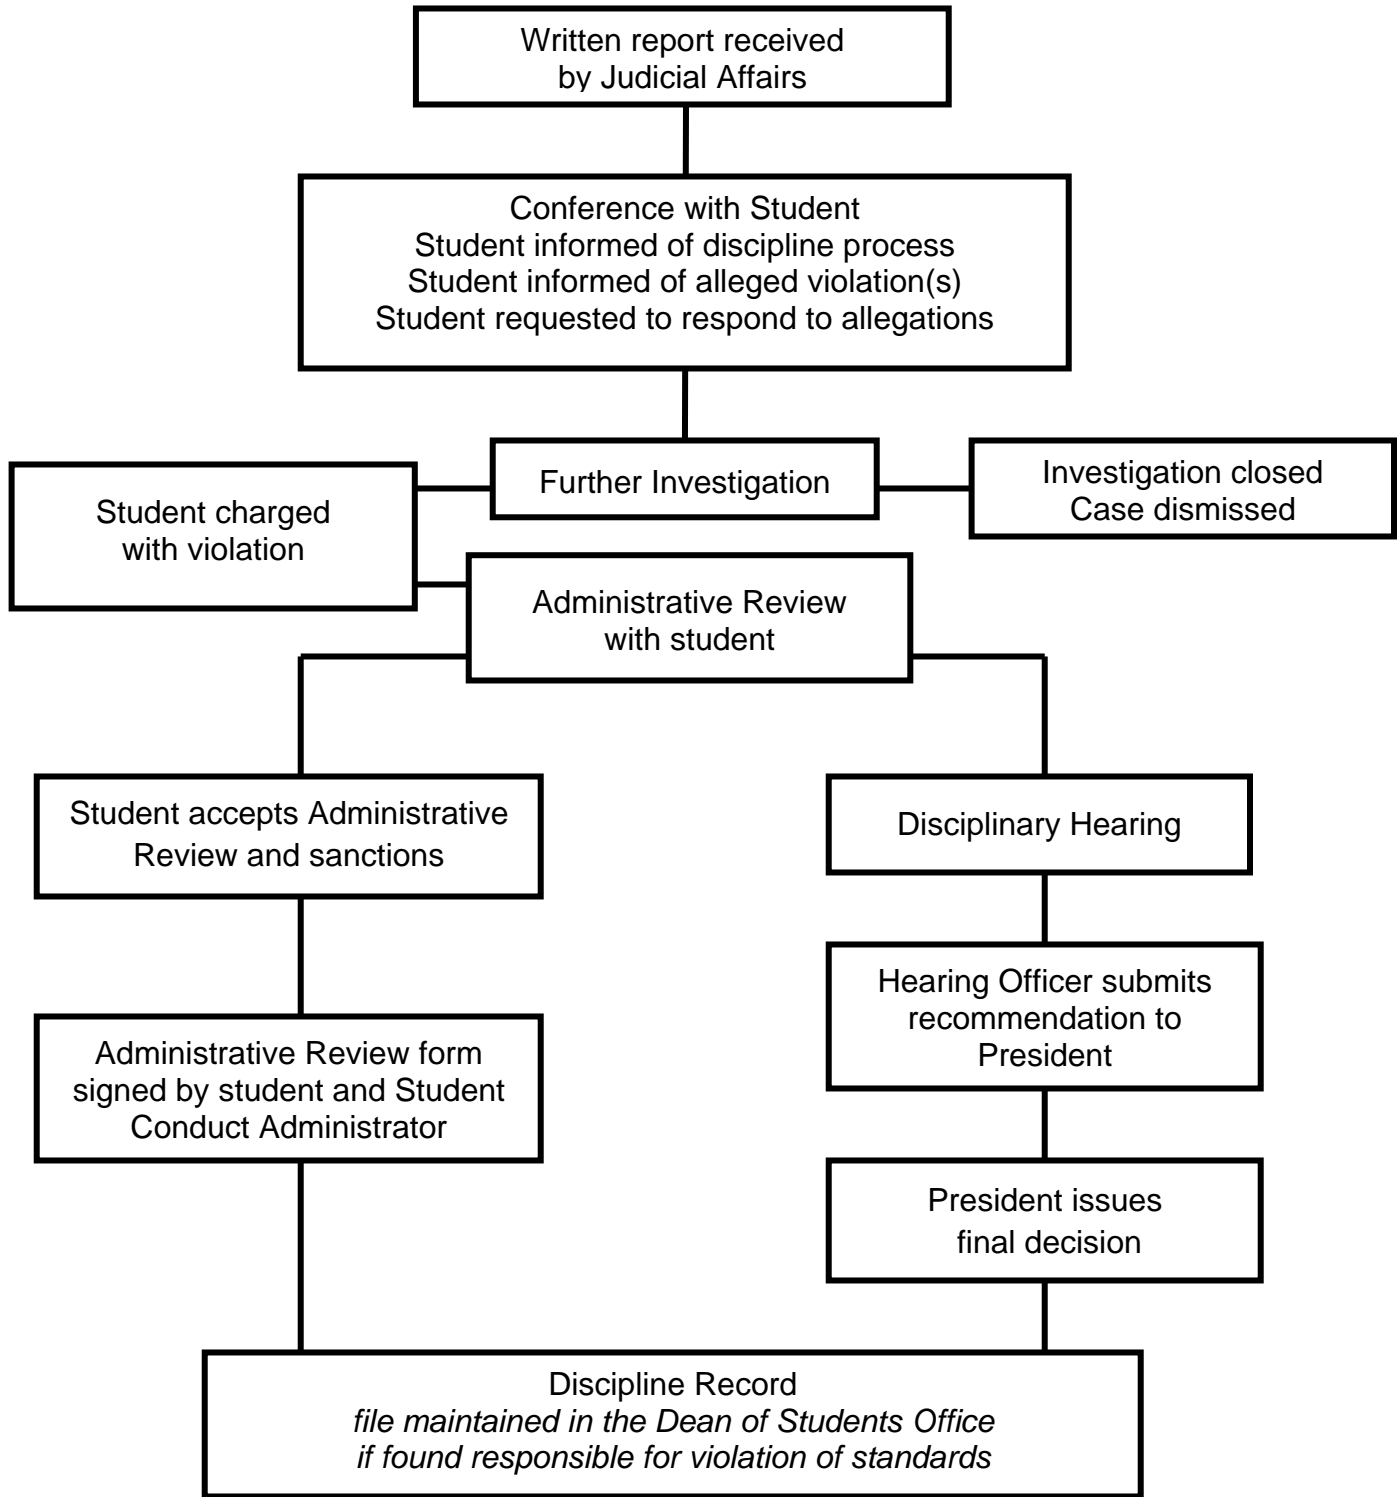 Written report received
by Judicial Affairs
Conference with Student
Student informed of discipline process
Student informed of alleged violation(s)
Student requested to respond to allegations
Further Investigation
Investigation closed
Case dismissed
Student charged
with violation
Administrative Review
with student
Student accepts Administrative
Review and sanctions
Disciplinary Hearing
Administrative Review form
signed by student and Student
Conduct Administrator
Hearing Officer submits
recommendation to
President
President issues
final decision
Discipline Record
file maintained in the Dean of Students Office
if found responsible for violation of standards